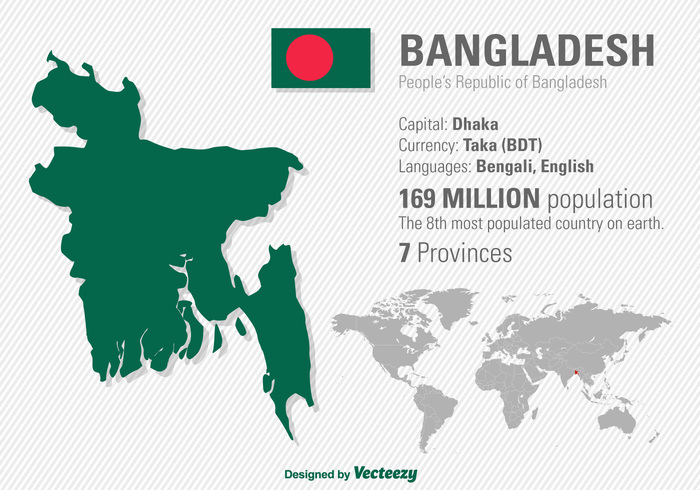 BANGLADESH
People's Republic of Bangladesh
Capital: Dhaka
Currency: Taka (BDT)
Languages: Bengali, English
169 MILLION population
The 8th most populated country on earth.
7 Provinces
Designed by Vecteezy